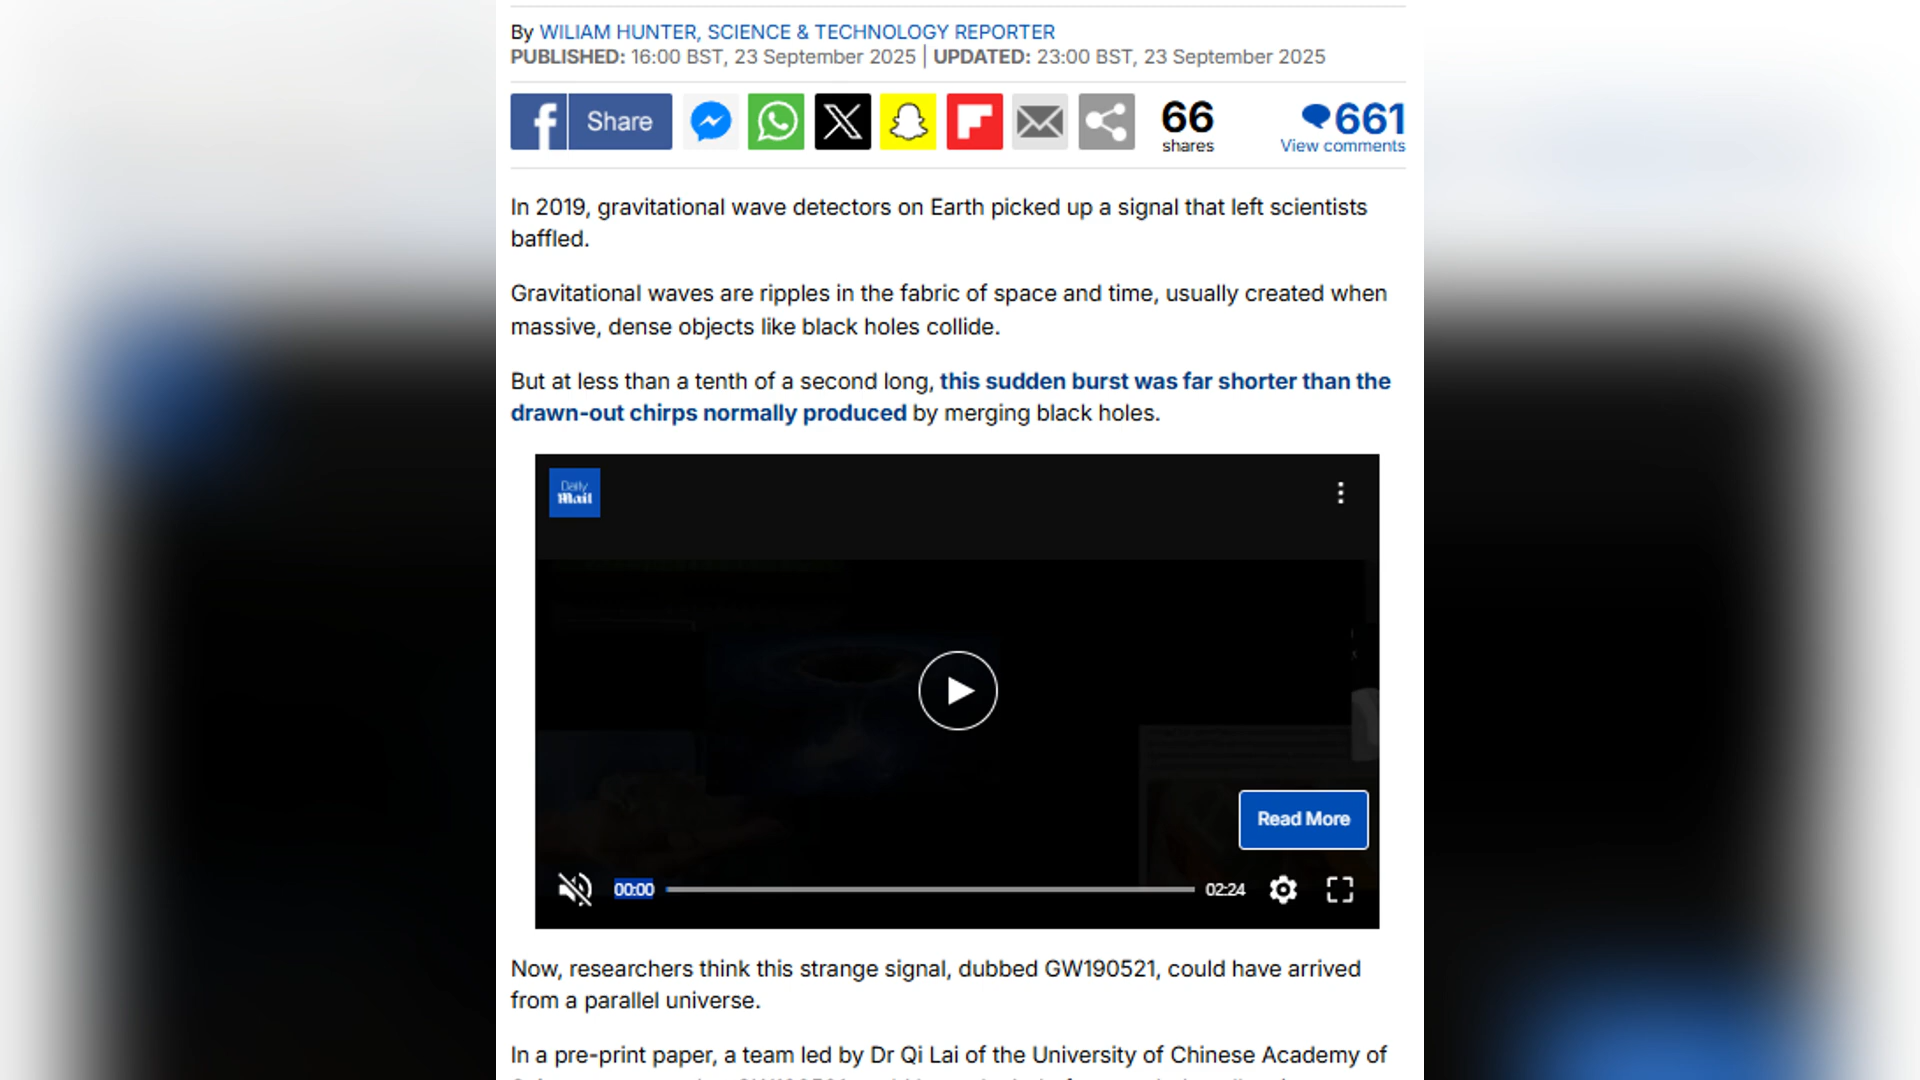 By WILIAM HUNTER, SCIENCE & TECHNOLOGY REPORTER
PUBLISHED: 16:00 BST, 23 September 2025 | UPDATED: 23:00 BST, 23 September 2025
f Share
66
shares
661
View comments
In 2019, gravitational wave detectors on Earth picked up a signal that left scientists
baffled.
Gravitational waves are ripples in the fabric of space and time, usually created when
massive, dense objects like black holes collide.
But at less than a tenth of a second long, this sudden burst was far shorter than the
drawn-out chirps normally produced by merging black holes.
Daily
Mail
Read More
00:00
02:24
Now, researchers think this strange signal, dubbed GW190521, could have arrived
from a parallel universe.
In a pre-print paper, a team led by Dr Qi Lai of the University of Chinese Academy of